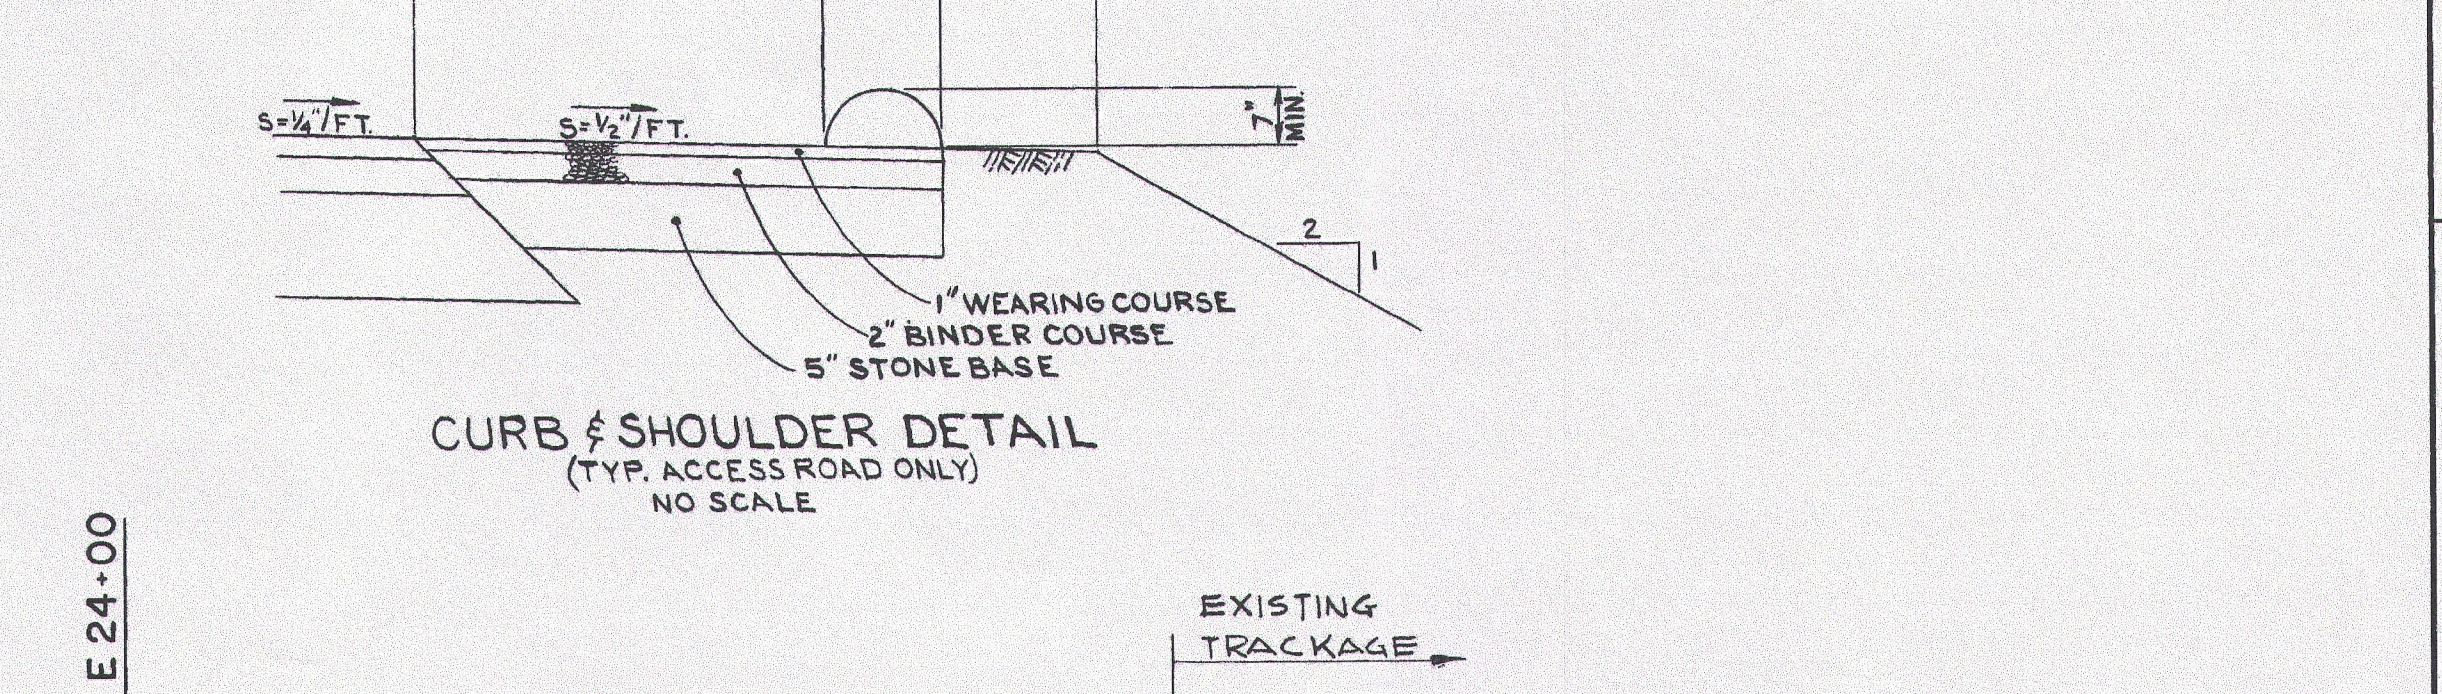 S=1/4"/FT.
S=1/2"/FT.
7"
MIN.
2
1
1" WEARING COURSE
2" BINDER COURSE
5" STONE BASE
CURB & SHOULDER DETAIL
(TYP. ACCESS ROAD ONLY)
NO SCALE
E 24+00
EXISTING
TRACKAGE